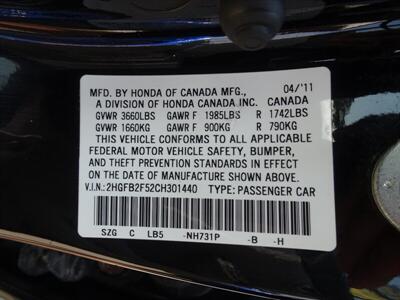 MFD. BY HONDA OF CANADA MFG., 04/'11
A DIVISION OF HONDA CANADA INC. CANADA
GVWR 3660LBS GAWR F 1985LBS R 1742LBS
GVWR 1660KG GAWR F 900KG R 790KG
THIS VEHICLE CONFORMS TO ALL APPLICABLE
FEDERAL MOTOR VEHICLE SAFETY, BUMPER,
AND THEFT PREVENTION STANDARDS IN EFFECT
ON THE DATE OF MANUFACTURE SHOWN ABOVE.
V.I.N.: 2HGFB2F52CH301440 TYPE: PASSENGER CAR
SZG C LB5 -NH731P -B -H